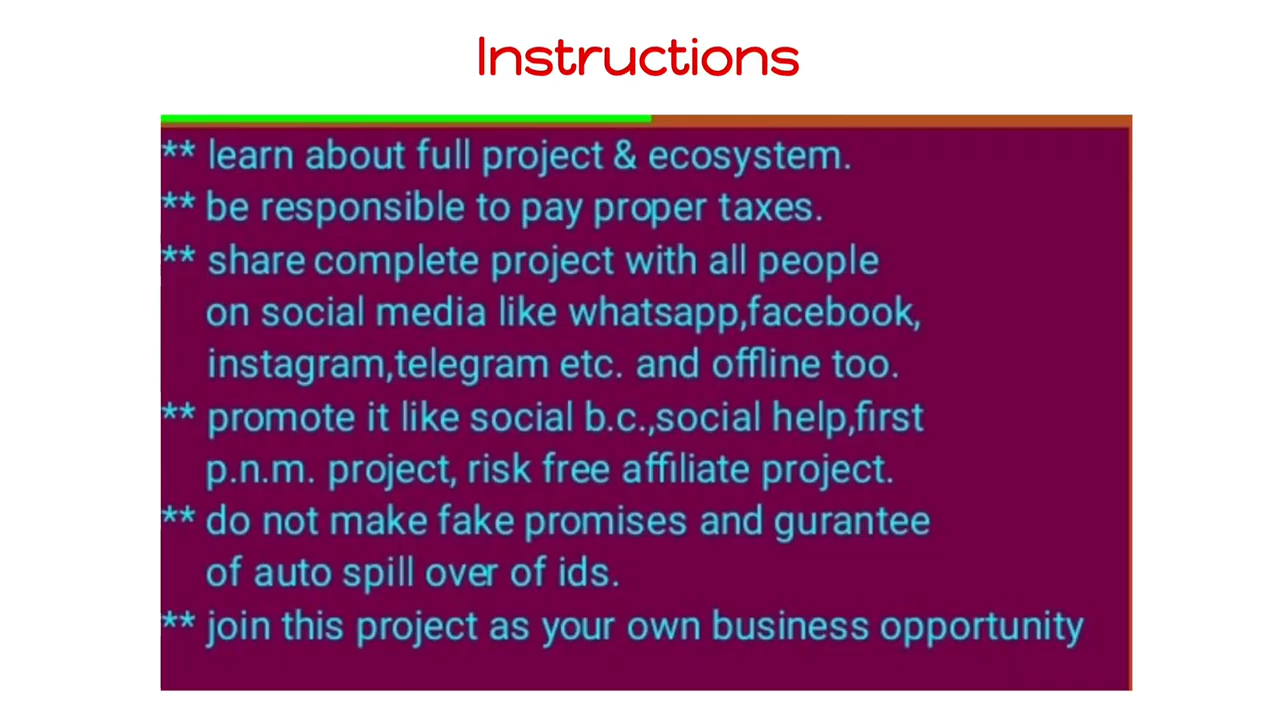 Instructions
** learn about full project & ecosystem.
** be responsible to pay proper taxes.
** share complete project with all people
on social media like whatsapp,facebook,
instagram,telegram etc. and offline too.
** promote it like social b.c.,social help,first
p.n.m. project, risk free affiliate project.
** do not make fake promises and gurantee
of auto spill over of ids.
** join this project as your own business opportunity